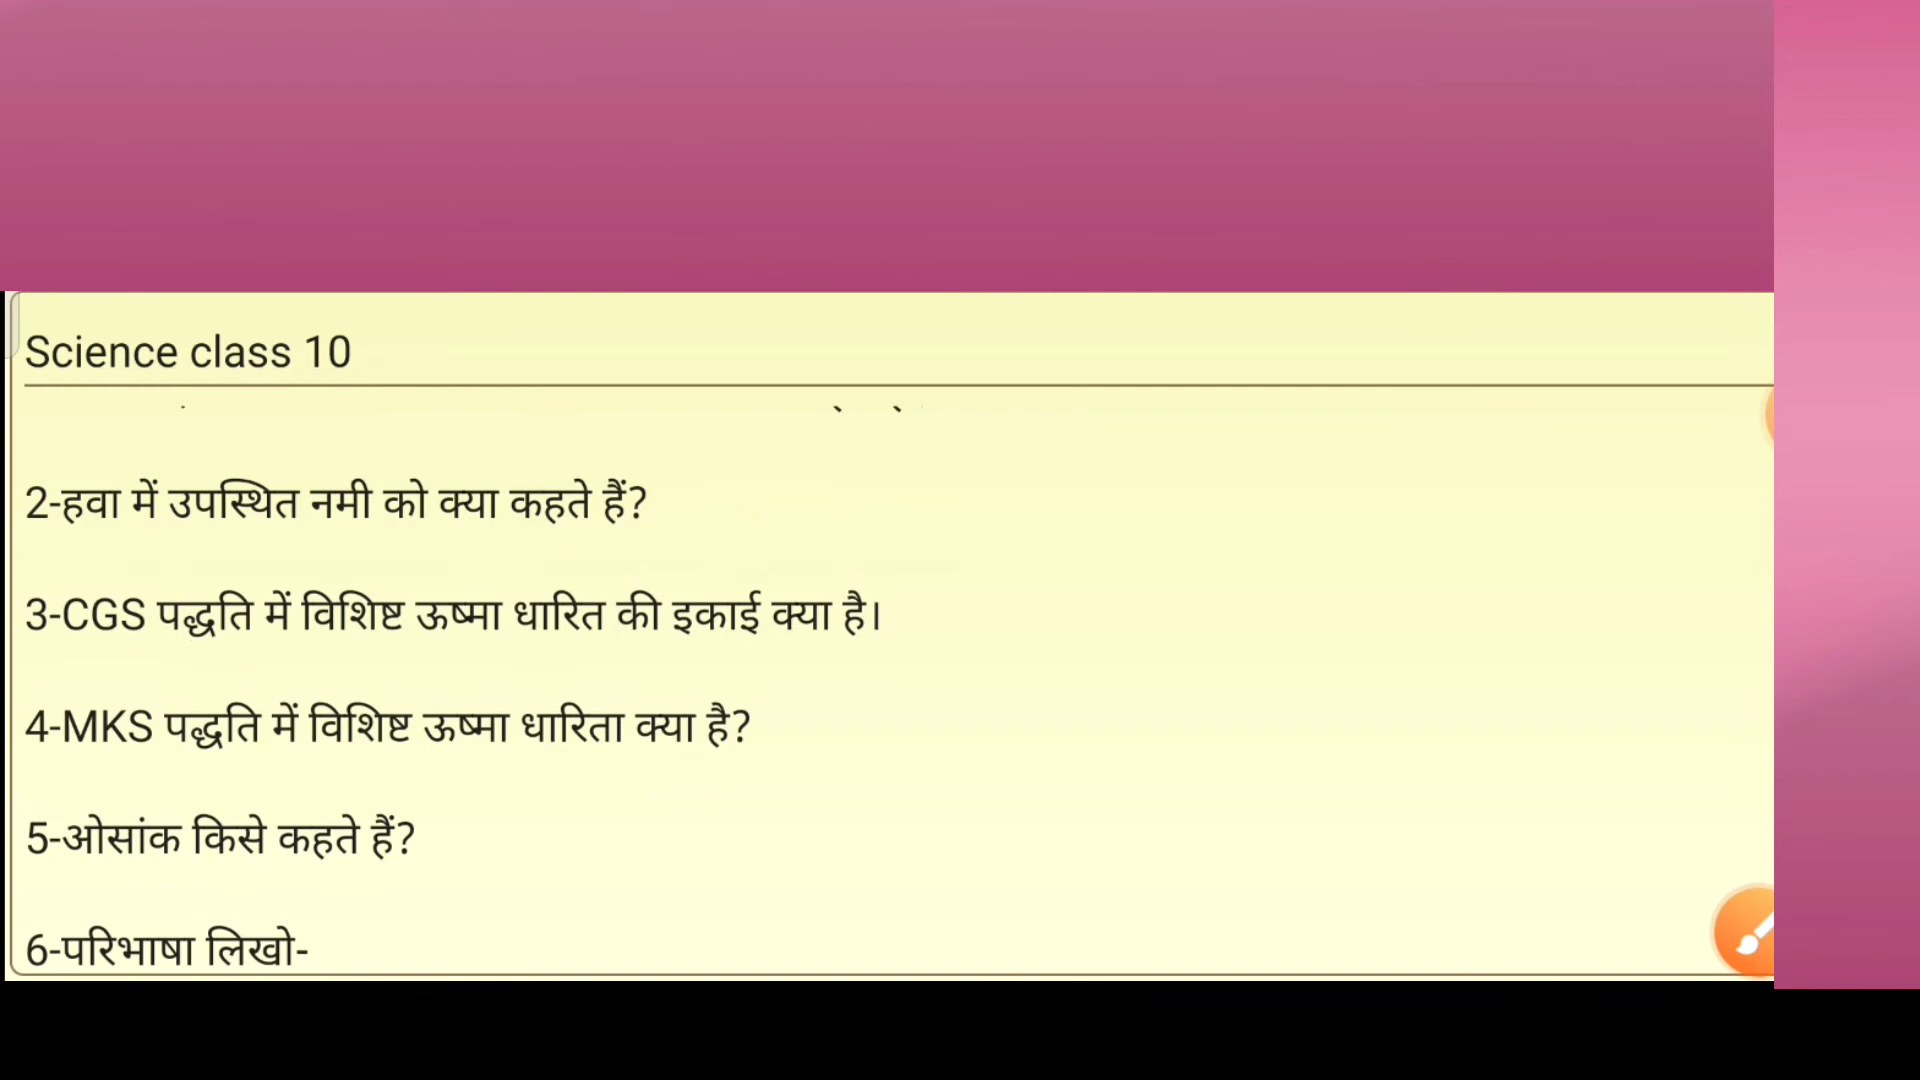 Science class 10
2-हवा में उपस्थित नमी को क्या कहते हैं?
3-CGS पद्धति में विशिष्ट ऊष्मा धारित की इकाई क्या है।
4-MKS पद्धति में विशिष्ट ऊष्मा धारिता क्या है?
5-ओसांक किसे कहते हैं?
6-परिभाषा लिखो-